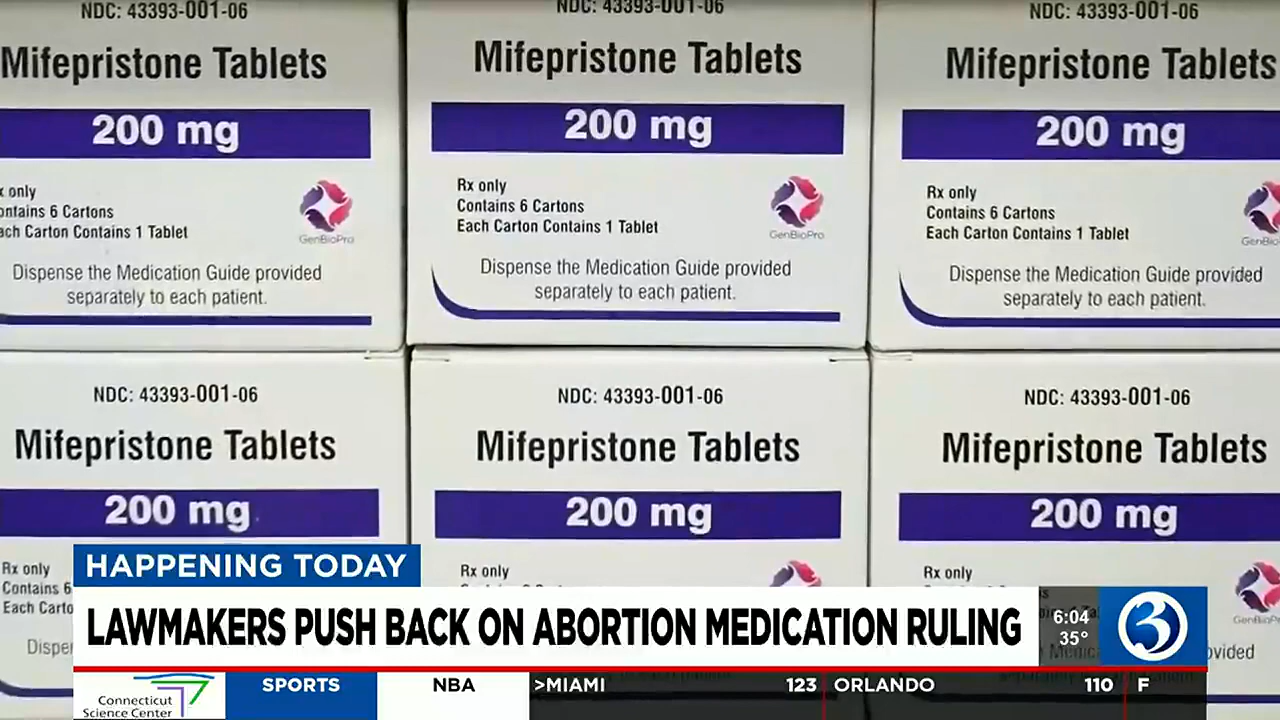 NDC: 43393-001-06
Mifepristone Tablets
200 mg
only
6 Cartons
Carton Contains 1 Tablet
GenBioPro
Dispense the Medication Guide provided
separately to each patient.
NDC: 43393-001-06
Mifepristone Tablets
200 mg
Rx only
Contains 6 Cartons
Each Carton Contains 1 Tablet
GenBioPro
Dispense the Medication Guide provided
separately to each patient.
NDC: 43393-001-06
Mifepristone Tablets
200 mg
Rx only
Contains 6 Cartons
Each Carton Contains 1 Tablet
Dispense the Medication Guide provided
separately to each patient.
NDC: 43393-001-06
Mifepristone Tablets
200 mg
Rx only
Contains 6
NDC: 43393-001-06
Mifepristone Tablets
200 mg
Rx only
NDC: 43393-001-06
Mifepristone Tablets
200 mg
Rx only
HAPPENING TODAY
LAWMAKERS PUSH BACK ON ABORTION MEDICATION RULING
6:04
35°
3
Connecticut
Science Center
SPORTS
NBA
>MIAMI 123 ORLANDO 110 F